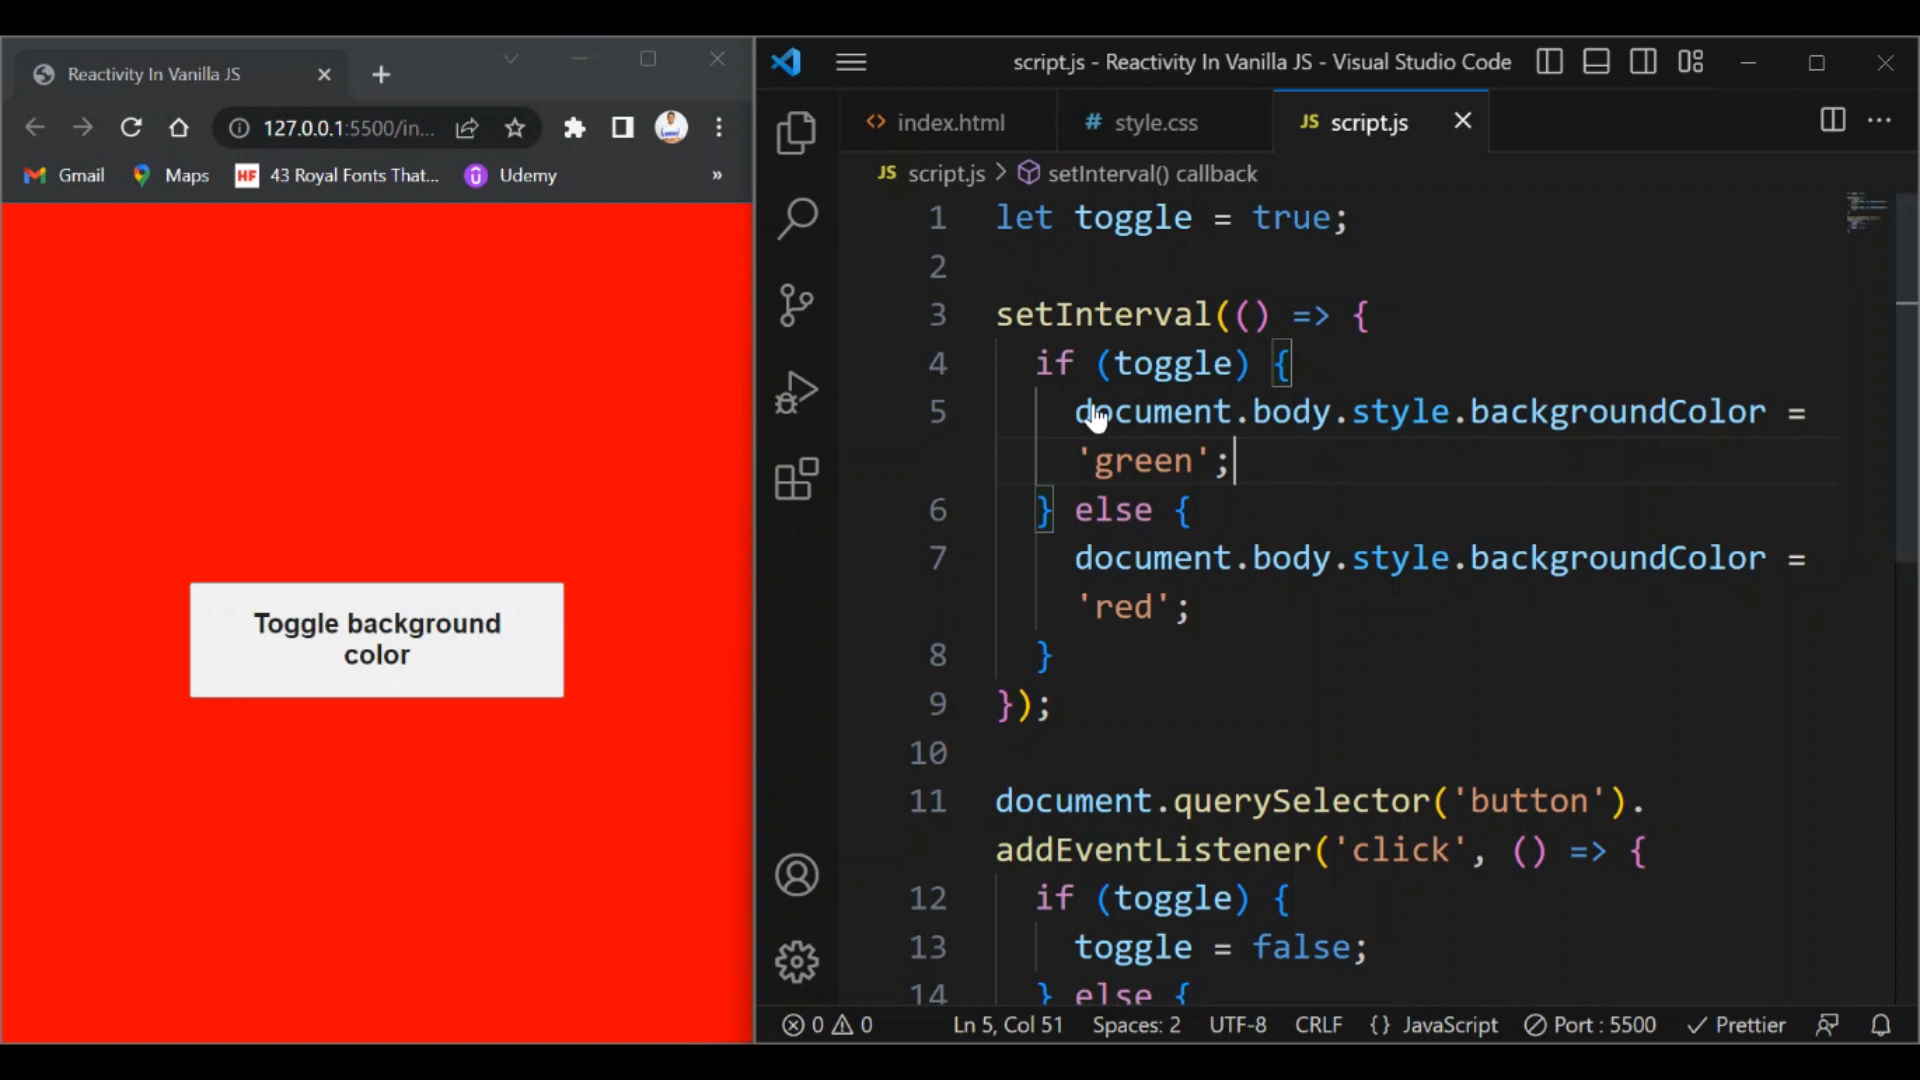 Reactivity In Vanilla JS
127.0.0.1:5500/in...
Gmail
Maps
HF
43 Royal Fonts That...
Udemy
»
Toggle background
color
script.js - Reactivity In Vanilla JS - Visual Studio Code
<> index.html
# style.css
JS script.js
JS script.js > setInterval() callback
1 let toggle = true;
2
3 setInterval(() => {
4 if (toggle) {
5 document.body.style.backgroundColor =
'green';
6 } else {
7 document.body.style.backgroundColor =
'red';
8 }
9 });
10
11 document.querySelector('button').
addEventListener('click', () => {
12 if (toggle) {
13 toggle = false;
14 } else {
0 0 Ln 5, Col 51 Spaces: 2 UTF-8 CRLF {} JavaScript Port : 5500 Prettier